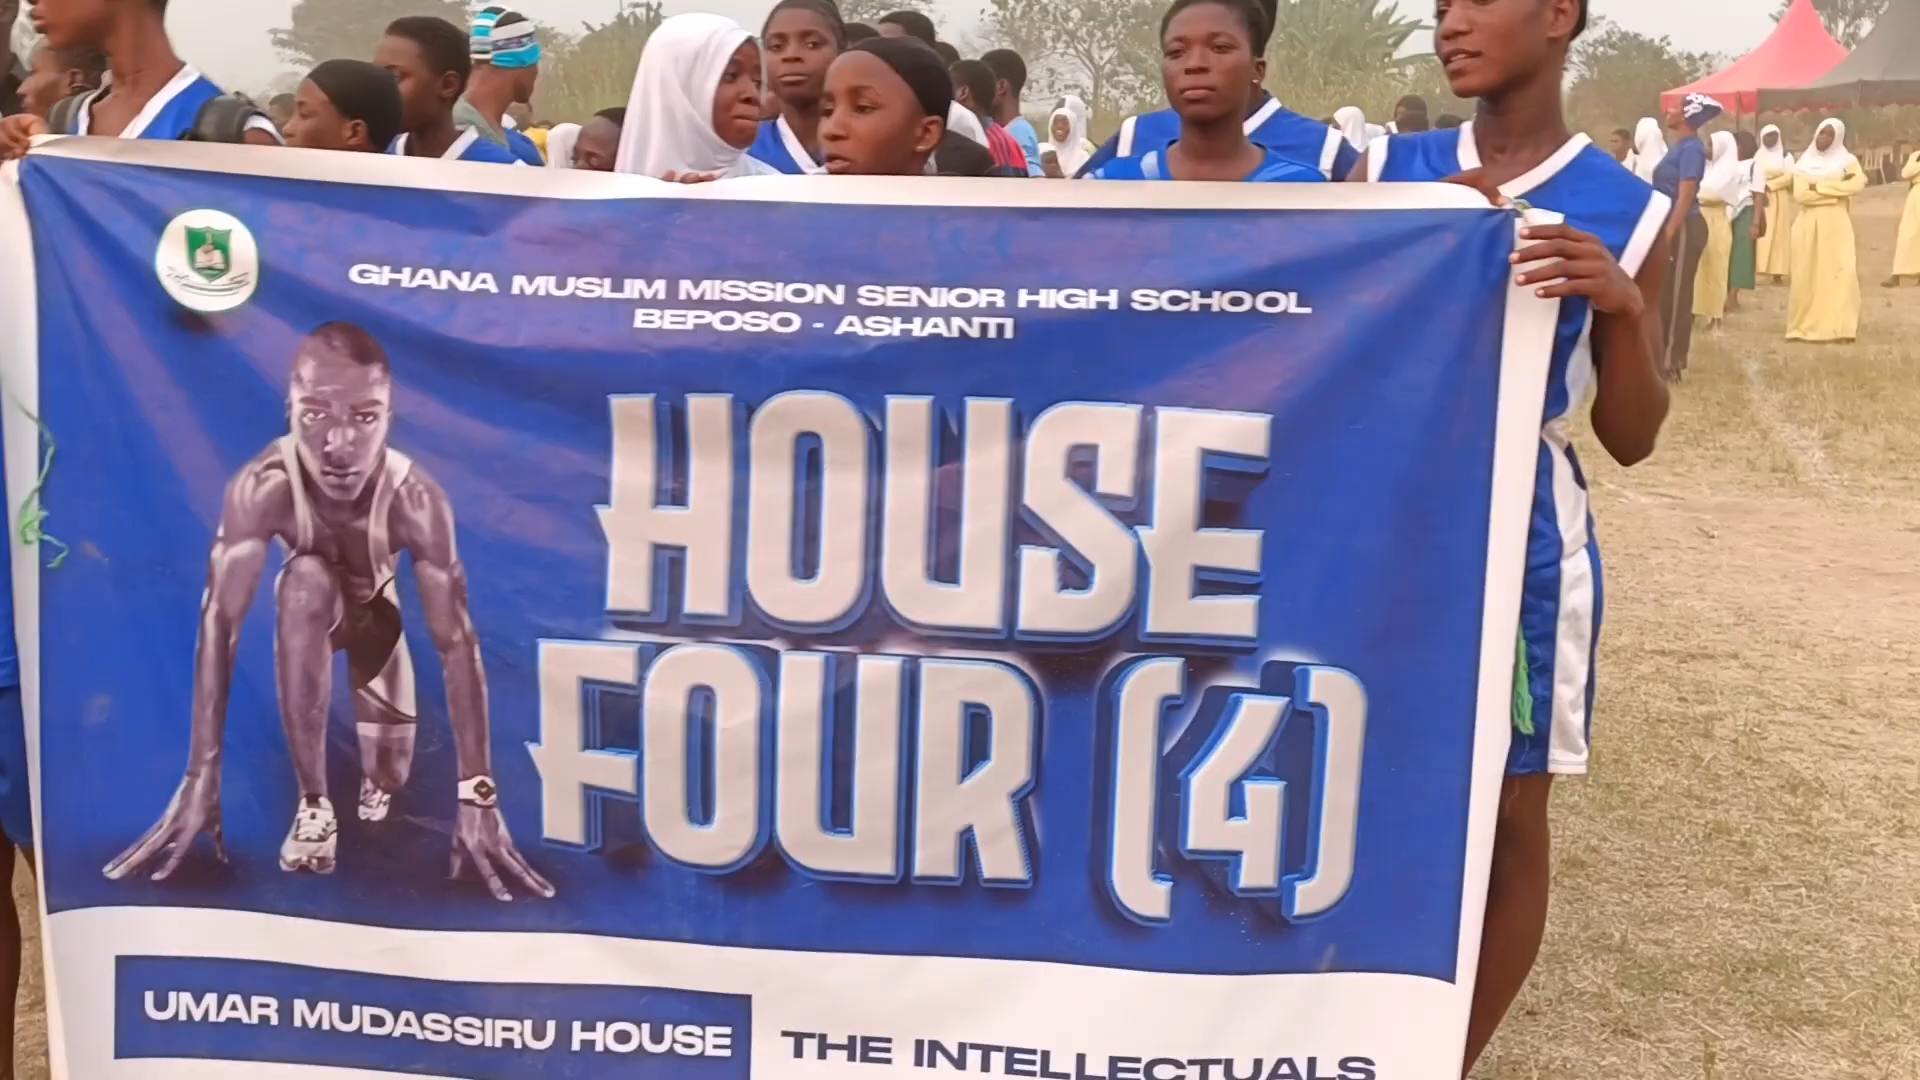 GHANA MUSLIM MISSION SENIOR HIGH SCHOOL
BEPOSO - ASHANTI
HOUSE
FOUR (4)
UMAR MUDASSIRU HOUSE
THE INTELLECTUALS